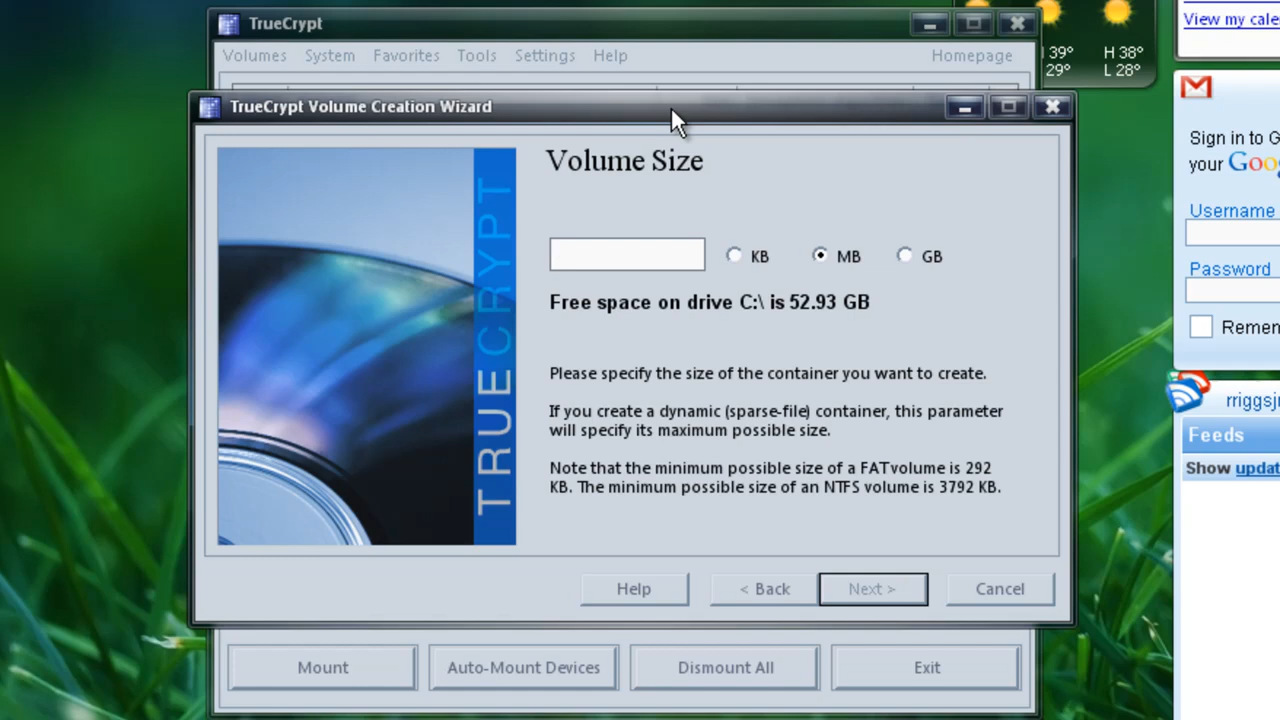 TrueCrypt
Volumes System Favorites Tools Settings Help Homepage
39° H 38°
29° L 28°
View my cale
TrueCrypt Volume Creation Wizard
TRUECRYPT
Volume Size
KB MB GB
Free space on drive C:\ is 52.93 GB
Please specify the size of the container you want to create.
If you create a dynamic (sparse-file) container, this parameter
will specify its maximum possible size.
Note that the minimum possible size of a FAT volume is 292
KB. The minimum possible size of an NTFS volume is 3792 KB.
Help < Back Next > Cancel
Mount Auto-Mount Devices Dismount All Exit
Sign in to G
your Goo
Username
Password
Remen
rriggsj
Feeds
Show updat